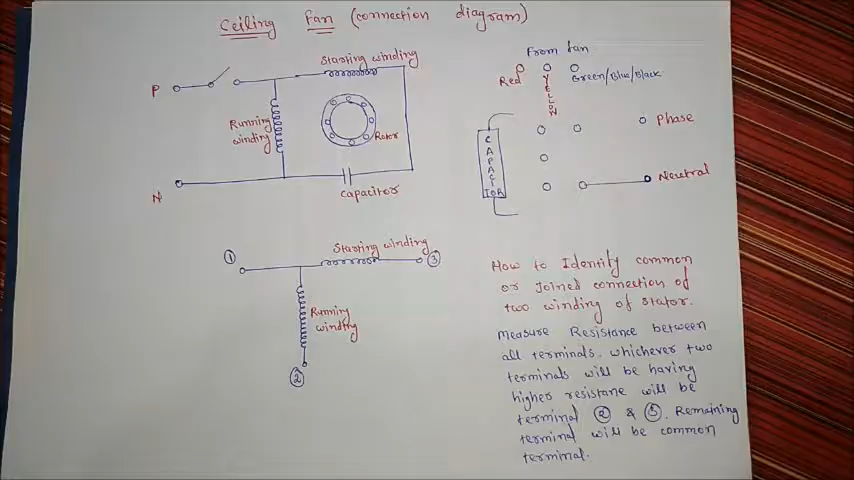 Ceiling Fan (connection diagram)
Starting winding
P
Running
winding
Rotor
N
Capacitor
From fan
Red
YELLOW
Green/Blue/Black
Phase
CAPACITOR
Neutral
1
Starting winding
3
Running
winding
2
How to Identify common
or Joined connection of
two winding of stator.
Measure Resistance between
all terminals. whichever two
terminals will be having
higher resistane will be
terminal 2 & 3. Remaining
terminal will be common
terminal.